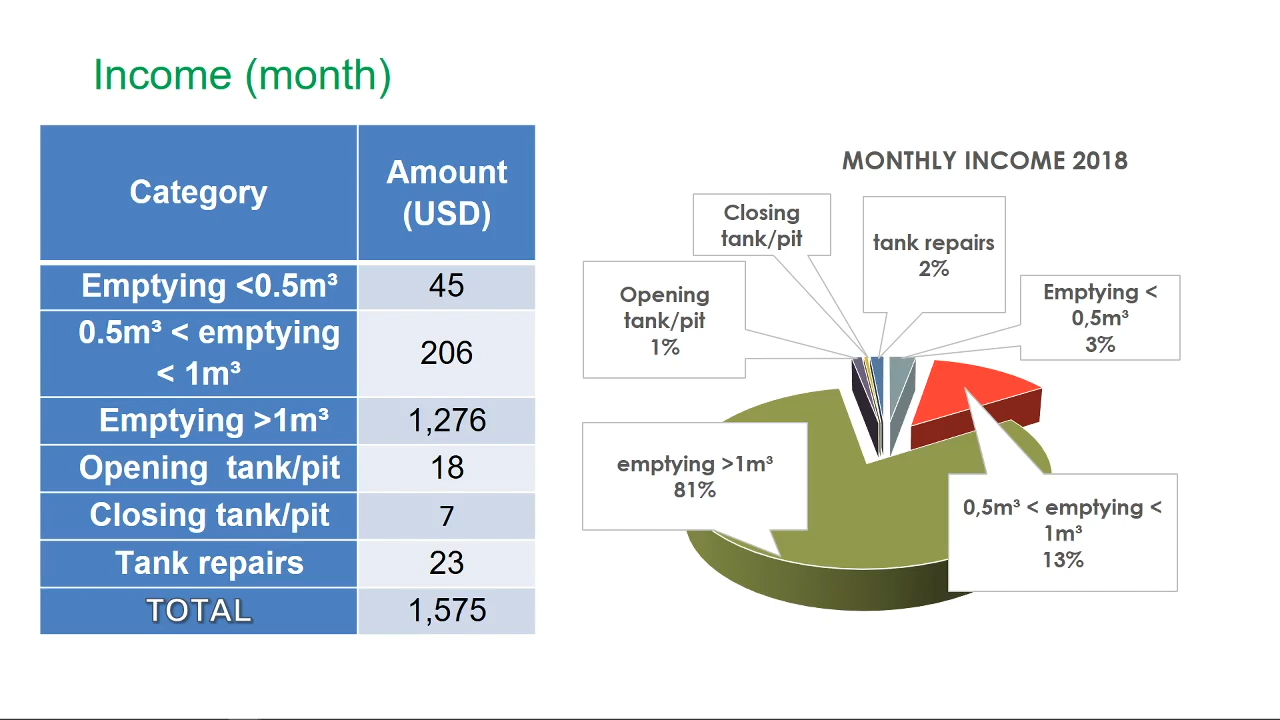 Income (month)
Category
Amount
(USD)
Emptying <0.5m³
45
0.5m³ < emptying
< 1m³
206
Emptying >1m³
1,276
Opening tank/pit
18
Closing tank/pit
7
Tank repairs
23
TOTAL
1,575
MONTHLY INCOME 2018
Closing
tank/pit
tank repairs
2%
Opening
tank/pit
1%
Emptying <
0,5m³
3%
emptying >1m³
81%
0,5m³ < emptying <
1m³
13%